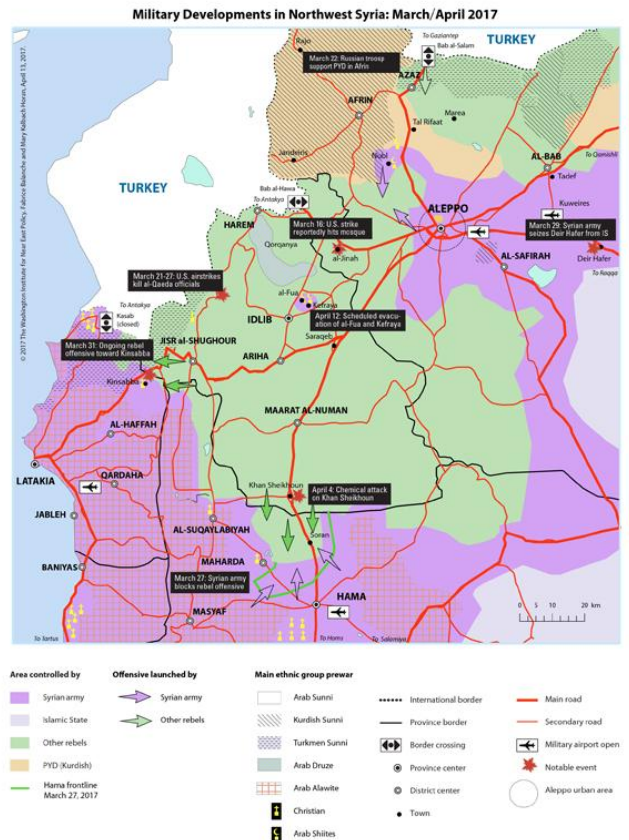 Military Developments in Northwest Syria: March/April 2017
© 2017 The Washington Institute for Near East Policy. Fabrice Balanche and Mary Kalbach Horan, April 13, 2017.
To Gaziantep
Bab al-Salam
TURKEY
Rajo
March 22: Russian troosp
support PYD in Afrin
AZAZ
AFRIN
Marea
Tal Rifaat
Jandeiris
Nubl
AL-BAB
To Qamishli
Tadef
TURKEY
Bab al-Hawa
To Antakya
Kuweires
ALEPPO
HAREM
March 16: U.S. strike
reportedly hits mosque
March 29: Syrian army
seizes Deir Hafer from IS
Qorqanya
al-Jinah
AL-SAFIRAH
Deir Hafer
To Raqqa
March 21-27: U.S. airstrikes
kill al-Qaeda officials
al-Fua
Kefraya
To Antakya
Kasab
(closed)
IDLIB
April 12: Scheduled evacu-
ation of al-Fua and Kefraya
March 31: Ongoing rebel
offensive toward Kinsabba
JISR al-SHUGHOUR
Saraqeb
ARIHA
Kinsabba
MAARAT AL-NUMAN
AL-HAFFAH
LATAKIA
QARDAHA
Khan Sheikhoun
April 4: Chemical attack
on Khan Sheikhoun
JABLEH
AL-SUQAYLABIYAH
Soran
BANIYAS
MAHARDA
March 27: Syrian army
blocks rebel offensive
HAMA
MASYAF
0 5 10 20 km
To Tartus
To Homs
To Salemiya
Area controlled by
Syrian army
Islamic State
Other rebels
PYD (Kurdish)
Hama frontline
March 27, 2017
Offensive launched by
Syrian army
Other rebels
Main ethnic group prewar
Arab Sunni
Kurdish Sunni
Turkmen Sunni
Arab Druze
Arab Alawite
Christian
Arab Shiites
International border
Province border
Border crossing
Province center
District center
Town
Main road
Secondary road
Military airport open
Notable event
Aleppo urban area